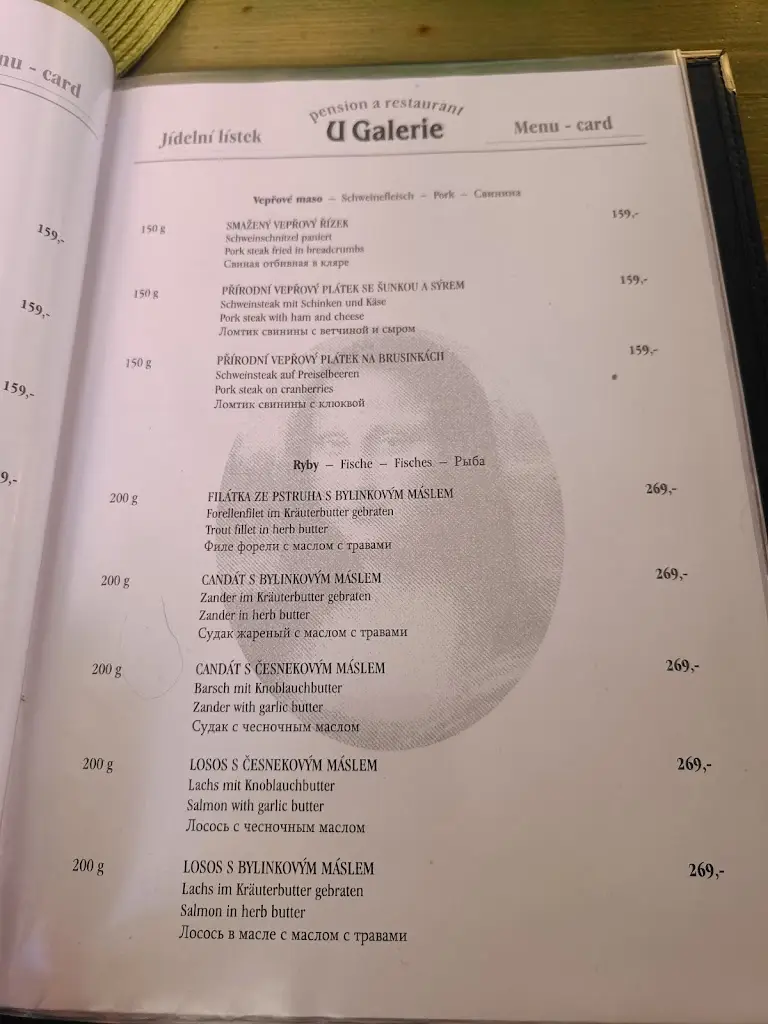 nu - card
159,-
159,-
159,-
9,-
Jídelní lístek
pension a restaurant
U Galerie
Menu - card
Vepřové maso – Schweinefleisch – Pork – Свинина
150 g SMAŽENÝ VEPŘOVÝ ŘÍZEK 159,-
Schweinschnitzel paniert
Pork steak fried in breadcrumbs
Свиная отбивная в кляре
150 g PŘÍRODNÍ VEPŘOVÝ PLÁTEK SE ŠUNKOU A SÝREM 159,-
Schweinsteak mit Schinken und Käse
Pork steak with ham and cheese
Ломтик свинины с ветчиной и сыром
150 g PŘÍRODNÍ VEPŘOVÝ PLÁTEK NA BRUSINKÁCH 159,-
Schweinsteak auf Preiselbeeren
Pork steak on cranberries
Ломтик свинины с клюквой
Ryby – Fische – Fisches – Рыба
200 g FILÁTKA ZE PSTRUHA S BYLINKOVÝM MÁSLEM 269,-
Forellenfilet im Kräuterbutter gebraten
Trout fillet in herb butter
Филе форели с маслом с травами
200 g CANDÁT S BYLINKOVÝM MÁSLEM 269,-
Zander im Kräuterbutter gebraten
Zander in herb butter
Судак жареный с маслом с травами
200 g CANDÁT S ČESNEKOVÝM MÁSLEM 269,-
Barsch mit Knoblauchbutter
Zander with garlic butter
Судак с чесночным маслом
200 g LOSOS S ČESNEKOVÝM MÁSLEM 269,-
Lachs mit Knoblauchbutter
Salmon with garlic butter
Лосось с чесночным маслом
200 g LOSOS S BYLINKOVÝM MÁSLEM 269,-
Lachs im Kräuterbutter gebraten
Salmon in herb butter
Лосось в масле с маслом с травами